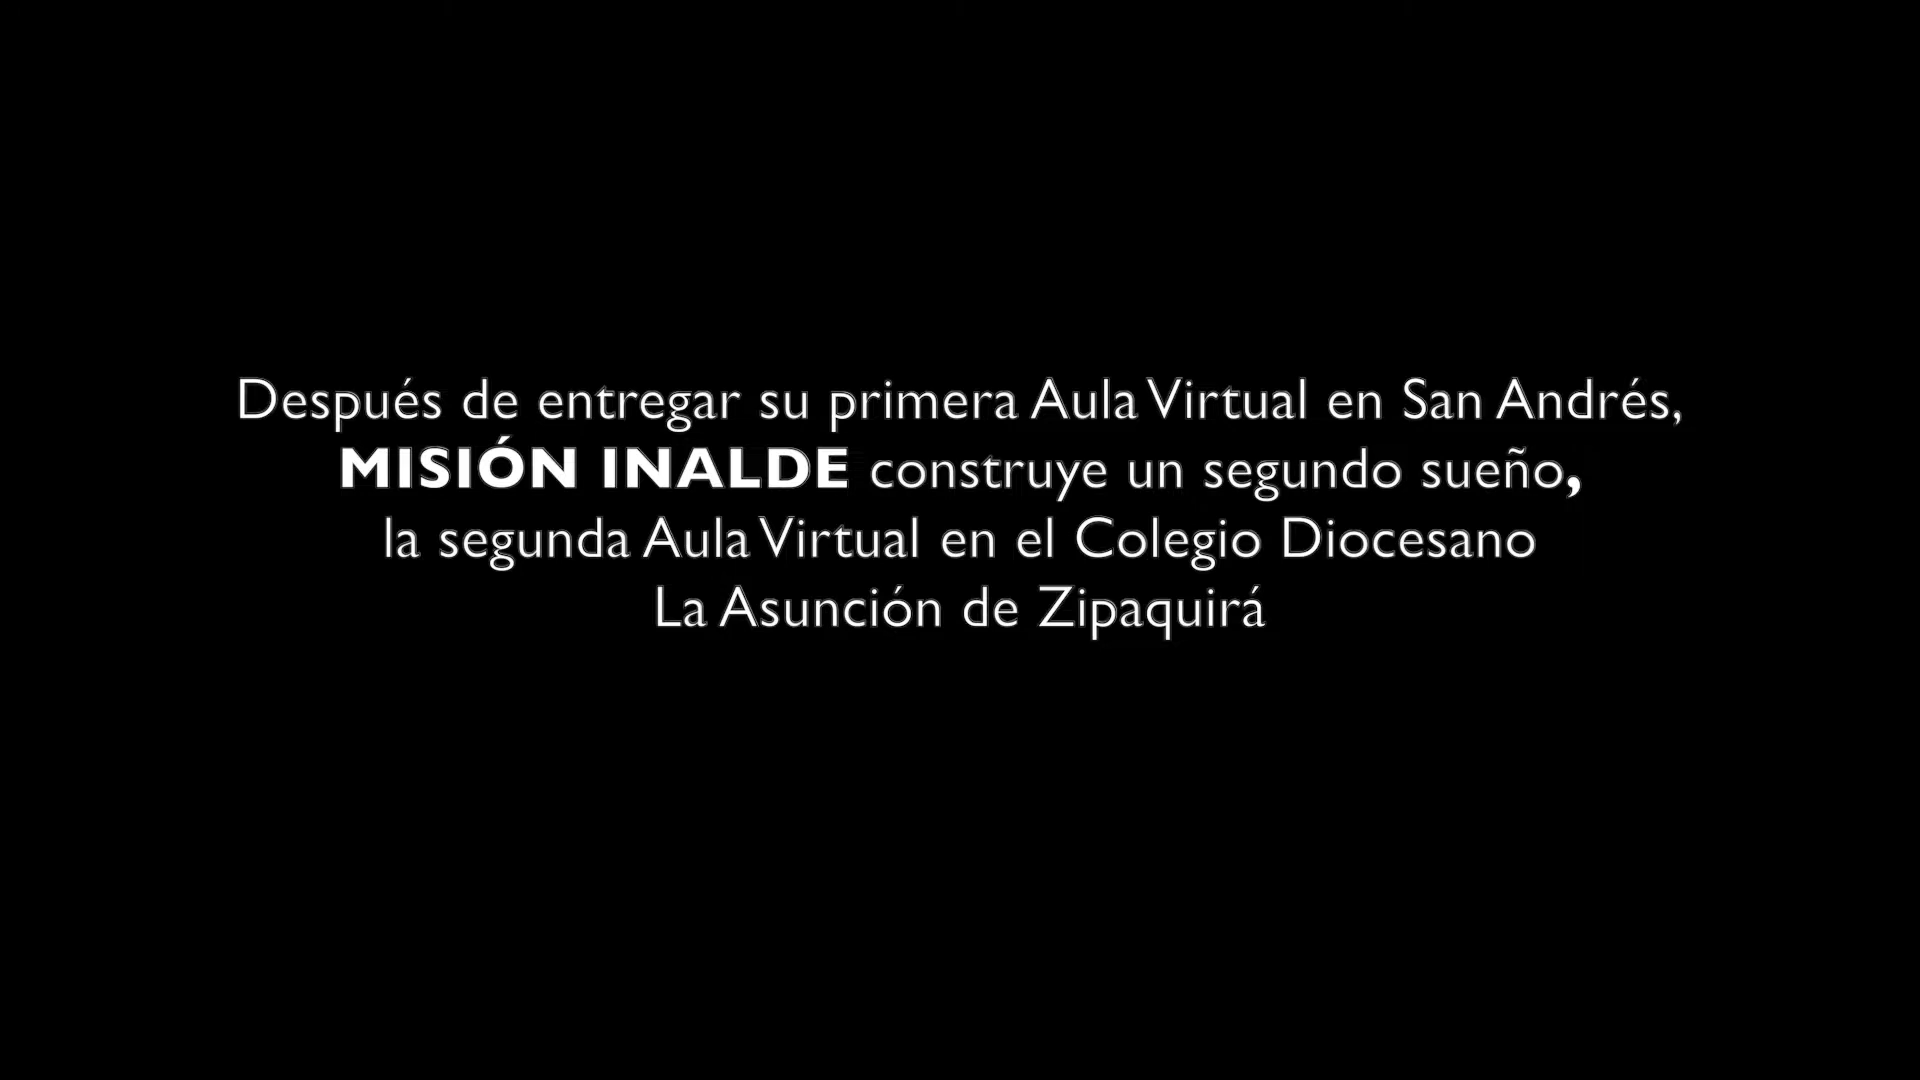 Después de entregar su primera Aula Virtual en San Andrés,
MISIÓN INALDE construye un segundo sueño,
la segunda Aula Virtual en el Colegio Diocesano
La Asunción de Zipaquirá